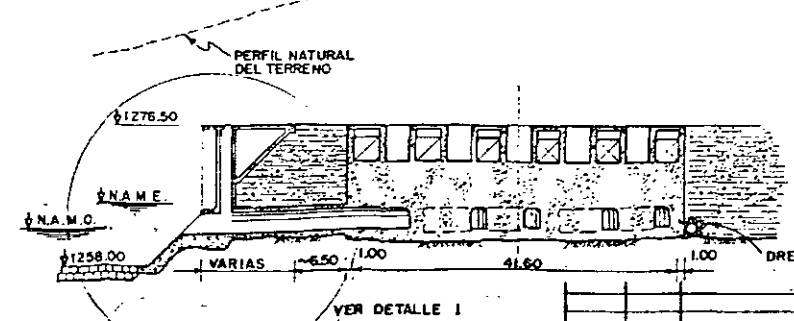 PERFIL NATURAL
DEL TERRENO
1276.50
N.A.M.E.
N.A.M.O.
1258.00
VARIAS
~6.50
1.00
41.60
1.00
DRE
VER DETALLE 1